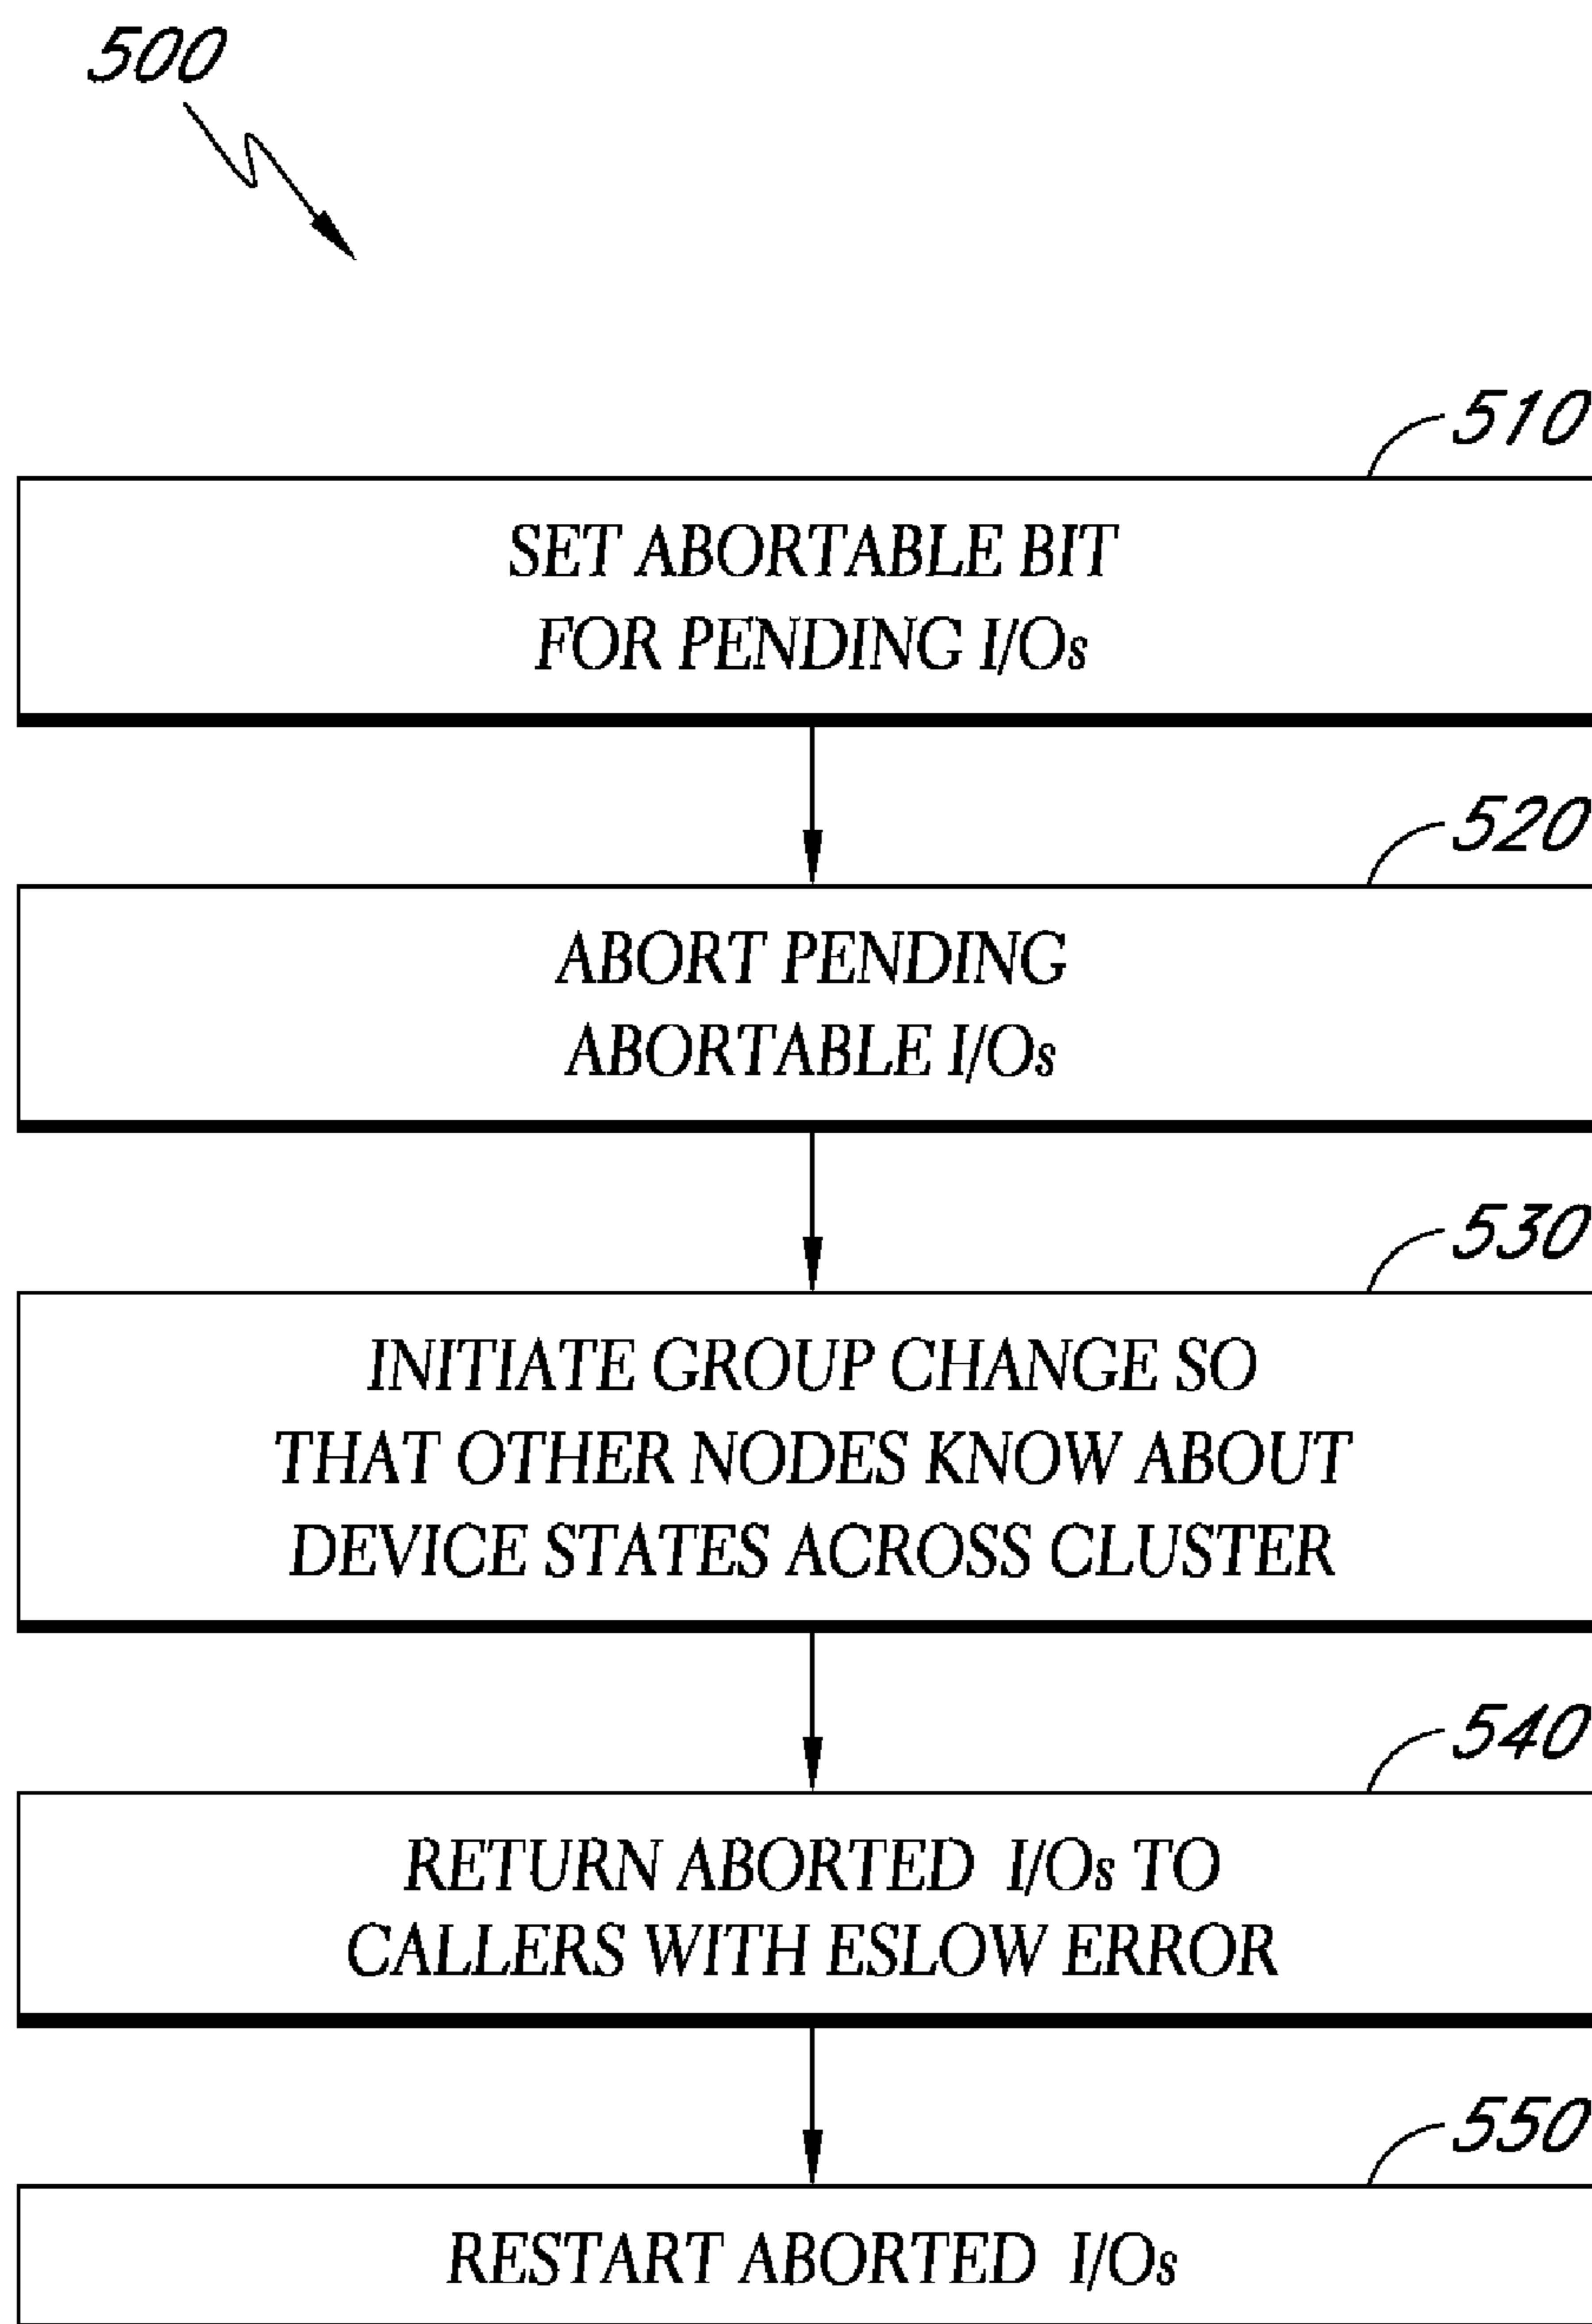 500
510
SET ABORTABLE BIT
FOR PENDING I/Os
520
ABORT PENDING
ABORTABLE I/Os
530
INITIATE GROUP CHANGE SO
THAT OTHER NODES KNOW ABOUT
DEVICE STATES ACROSS CLUSTER
540
RETURN ABORTED I/Os TO
CALLERS WITH ESLOW ERROR
550
RESTART ABORTED I/Os